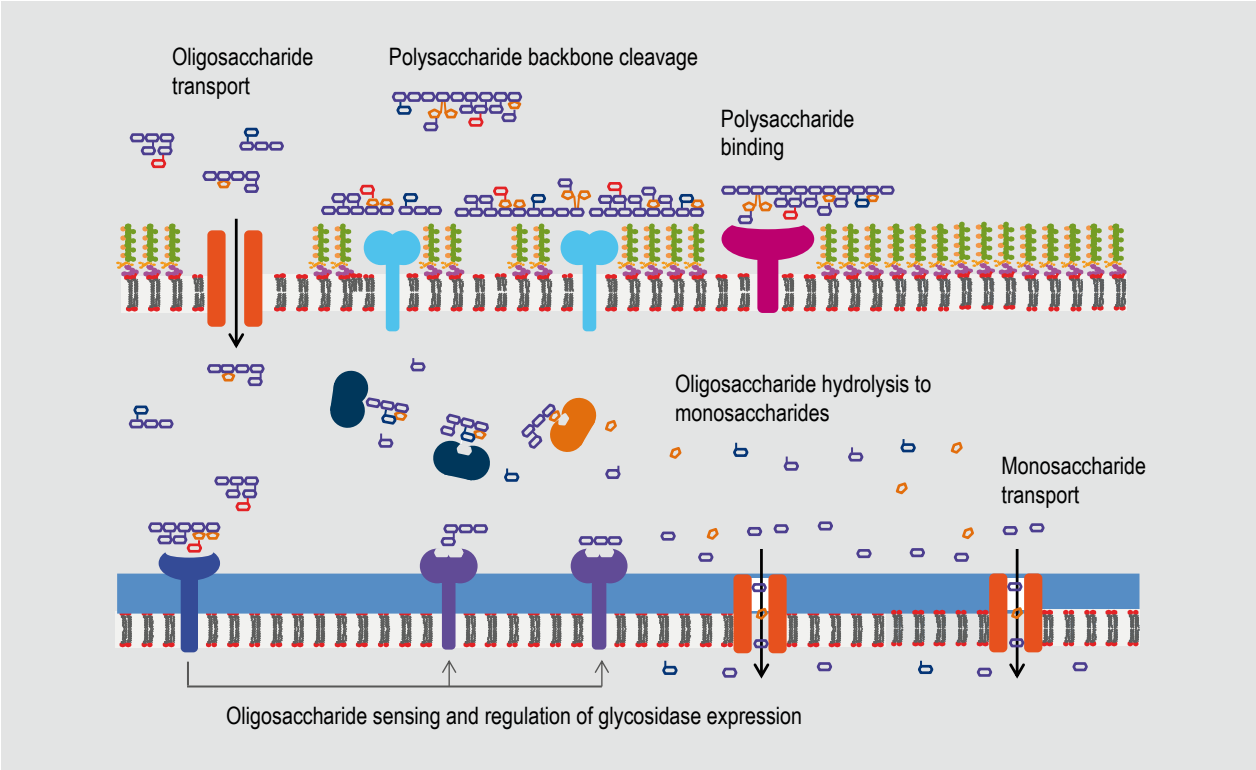 Oligosaccharide
transport
Polysaccharide backbone cleavage
Polysaccharide
binding
Oligosaccharide hydrolysis to
monosaccharides
Monosaccharide
transport
Oligosaccharide sensing and regulation of glycosidase expression